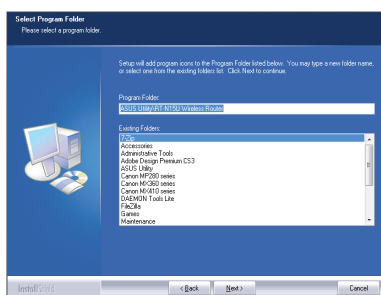 Select Program Folder
Please select a program folder.
Setup will add program icons to the Program Folder listed below. You may type a new folder name,
or select one from the existing folders list. Click Next to continue.
Program Folder:
ASUS Utility\RT-N15U Wireless Router
Existing Folders:
7-Zip
Accessories
Administrative Tools
Adobe Design Premium CS3
ASUS Utility
Canon MP280 series
Canon MX360 series
Canon MX410 series
DAEMON Tools Lite
FileZilla
Games
Maintenance
InstallShield
< Back
Next >
Cancel